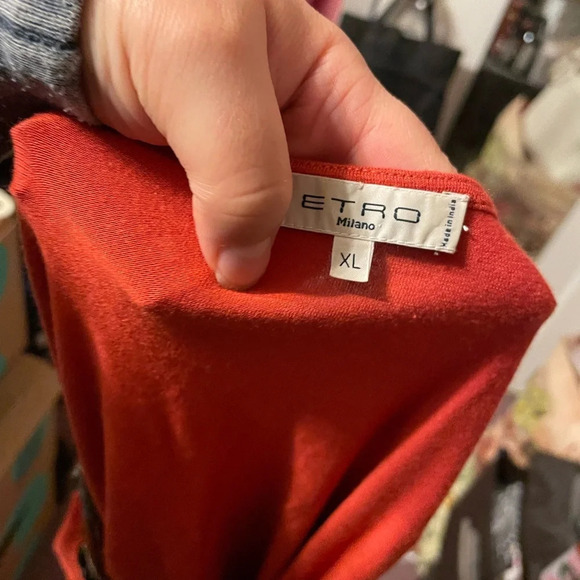 ETRO
Milano
Made in India
XL